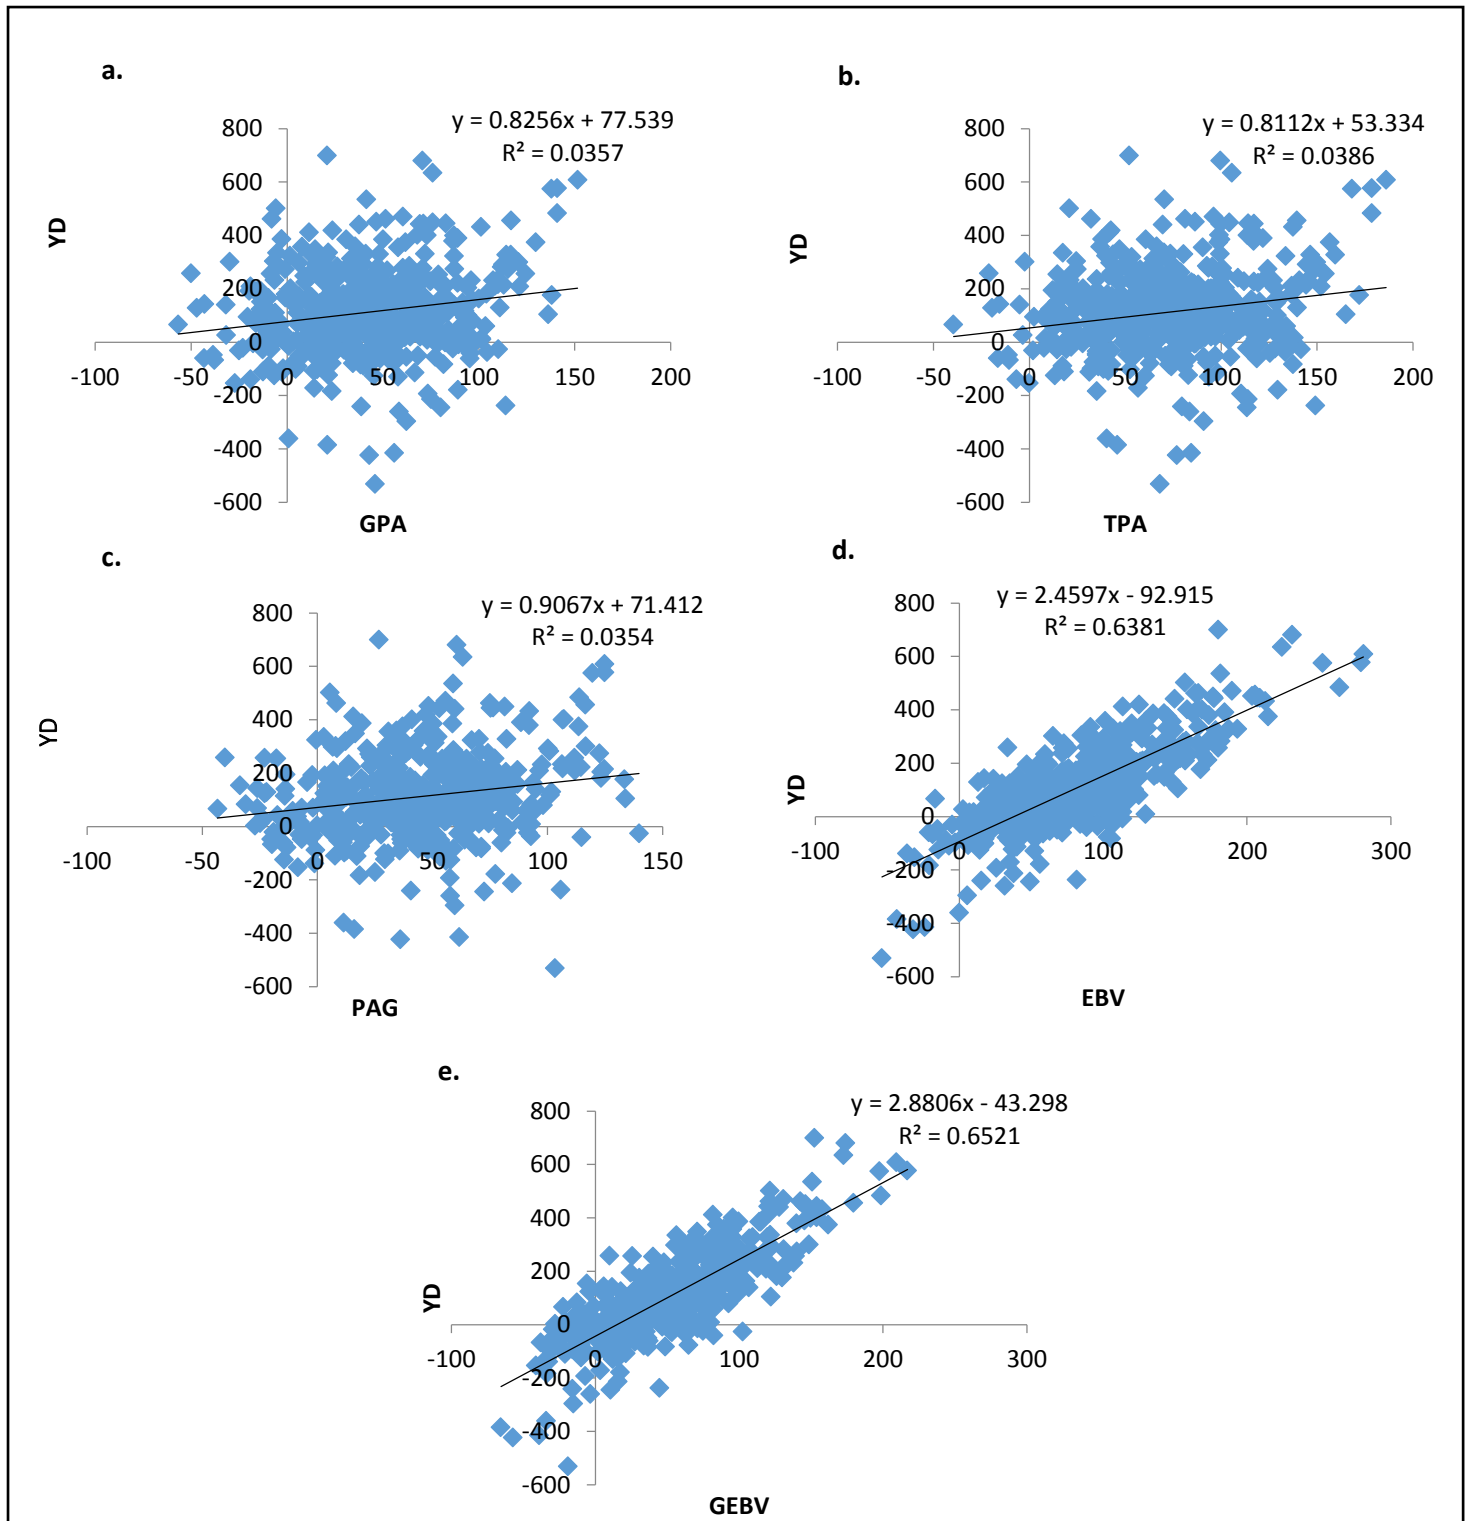 a.
y = 0.8256x + 77.539
R² = 0.0357
800
600
400
200
0
-200
-400
-600
-100 -50 0 50 100 150 200
YD
GPA
b.
y = 0.8112x + 53.334
R² = 0.0386
800
600
400
200
0
-200
-400
-600
-100 -50 0 50 100 150 200
YD
TPA
c.
y = 0.9067x + 71.412
R² = 0.0354
800
600
400
200
0
-200
-400
-600
-100 -50 0 50 100 150
YD
PAG
d.
y = 2.4597x - 92.915
R² = 0.6381
800
600
400
200
0
-200
-400
-600
-100 0 100 200 300
YD
EBV
e.
y = 2.8806x - 43.298
R² = 0.6521
800
600
400
200
0
-200
-400
-600
-100 0 100 200 300
YD
GEBV